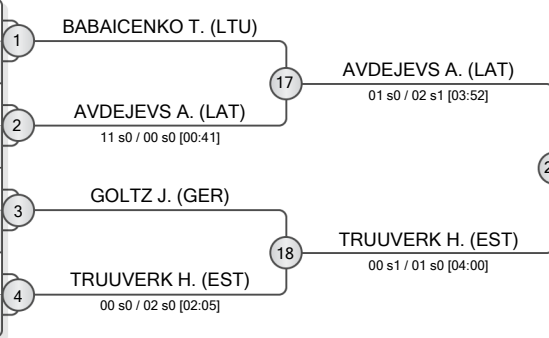 BABAICENKO T. (LTU)
1
17
AVDEJEVS A. (LAT)
01 s0 / 02 s1 [03:52]
AVDEJEVS A. (LAT)
2
11 s0 / 00 s0 [00:41]
GOLTZ J. (GER)
3
18
TRUUVERK H. (EST)
00 s1 / 01 s0 [04:00]
TRUUVERK H. (EST)
4
00 s0 / 02 s0 [02:05]